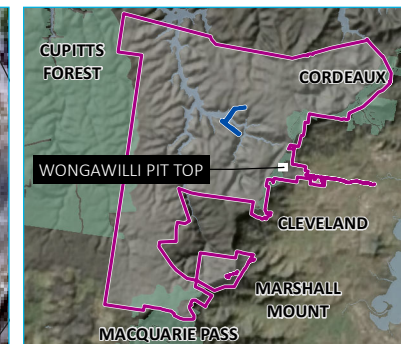 CUPITTS
FOREST
CORDEAUX
WONGAWILLI PIT TOP
CLEVELAND
MARSHALL
MOUNT
MACQUARIE PASS